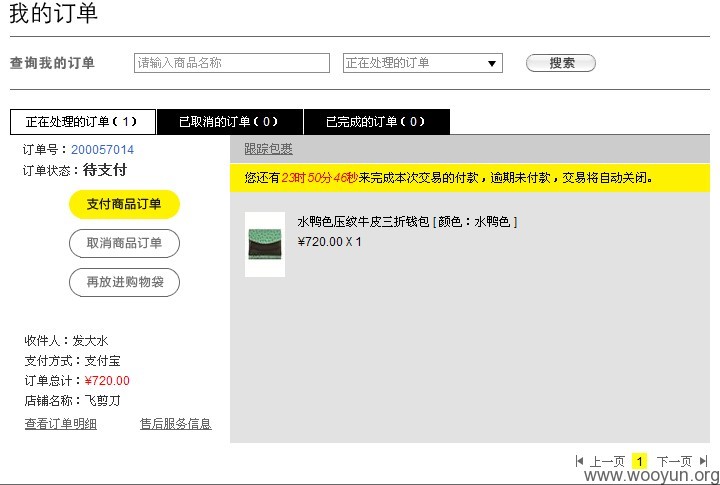 我的订单
查询我的订单 请输入商品名称 正在处理的订单 搜索
正在处理的订单（1） 已取消的订单（0） 已完成的订单（0）
订单号：200057014
订单状态：待支付
支付商品订单
取消商品订单
再放进购物袋
收件人：发大水
支付方式：支付宝
订单总计：¥720.00
店铺名称：飞剪刀
查看订单明细 售后服务信息
跟踪包裹
您还有23时50分46秒来完成本次交易的付款，逾期未付款，交易将自动关闭。
水鸭色压纹牛皮三折钱包 [ 颜色：水鸭色 ]
¥720.00 X 1
上一页 1 下一页
www.wooyun.org